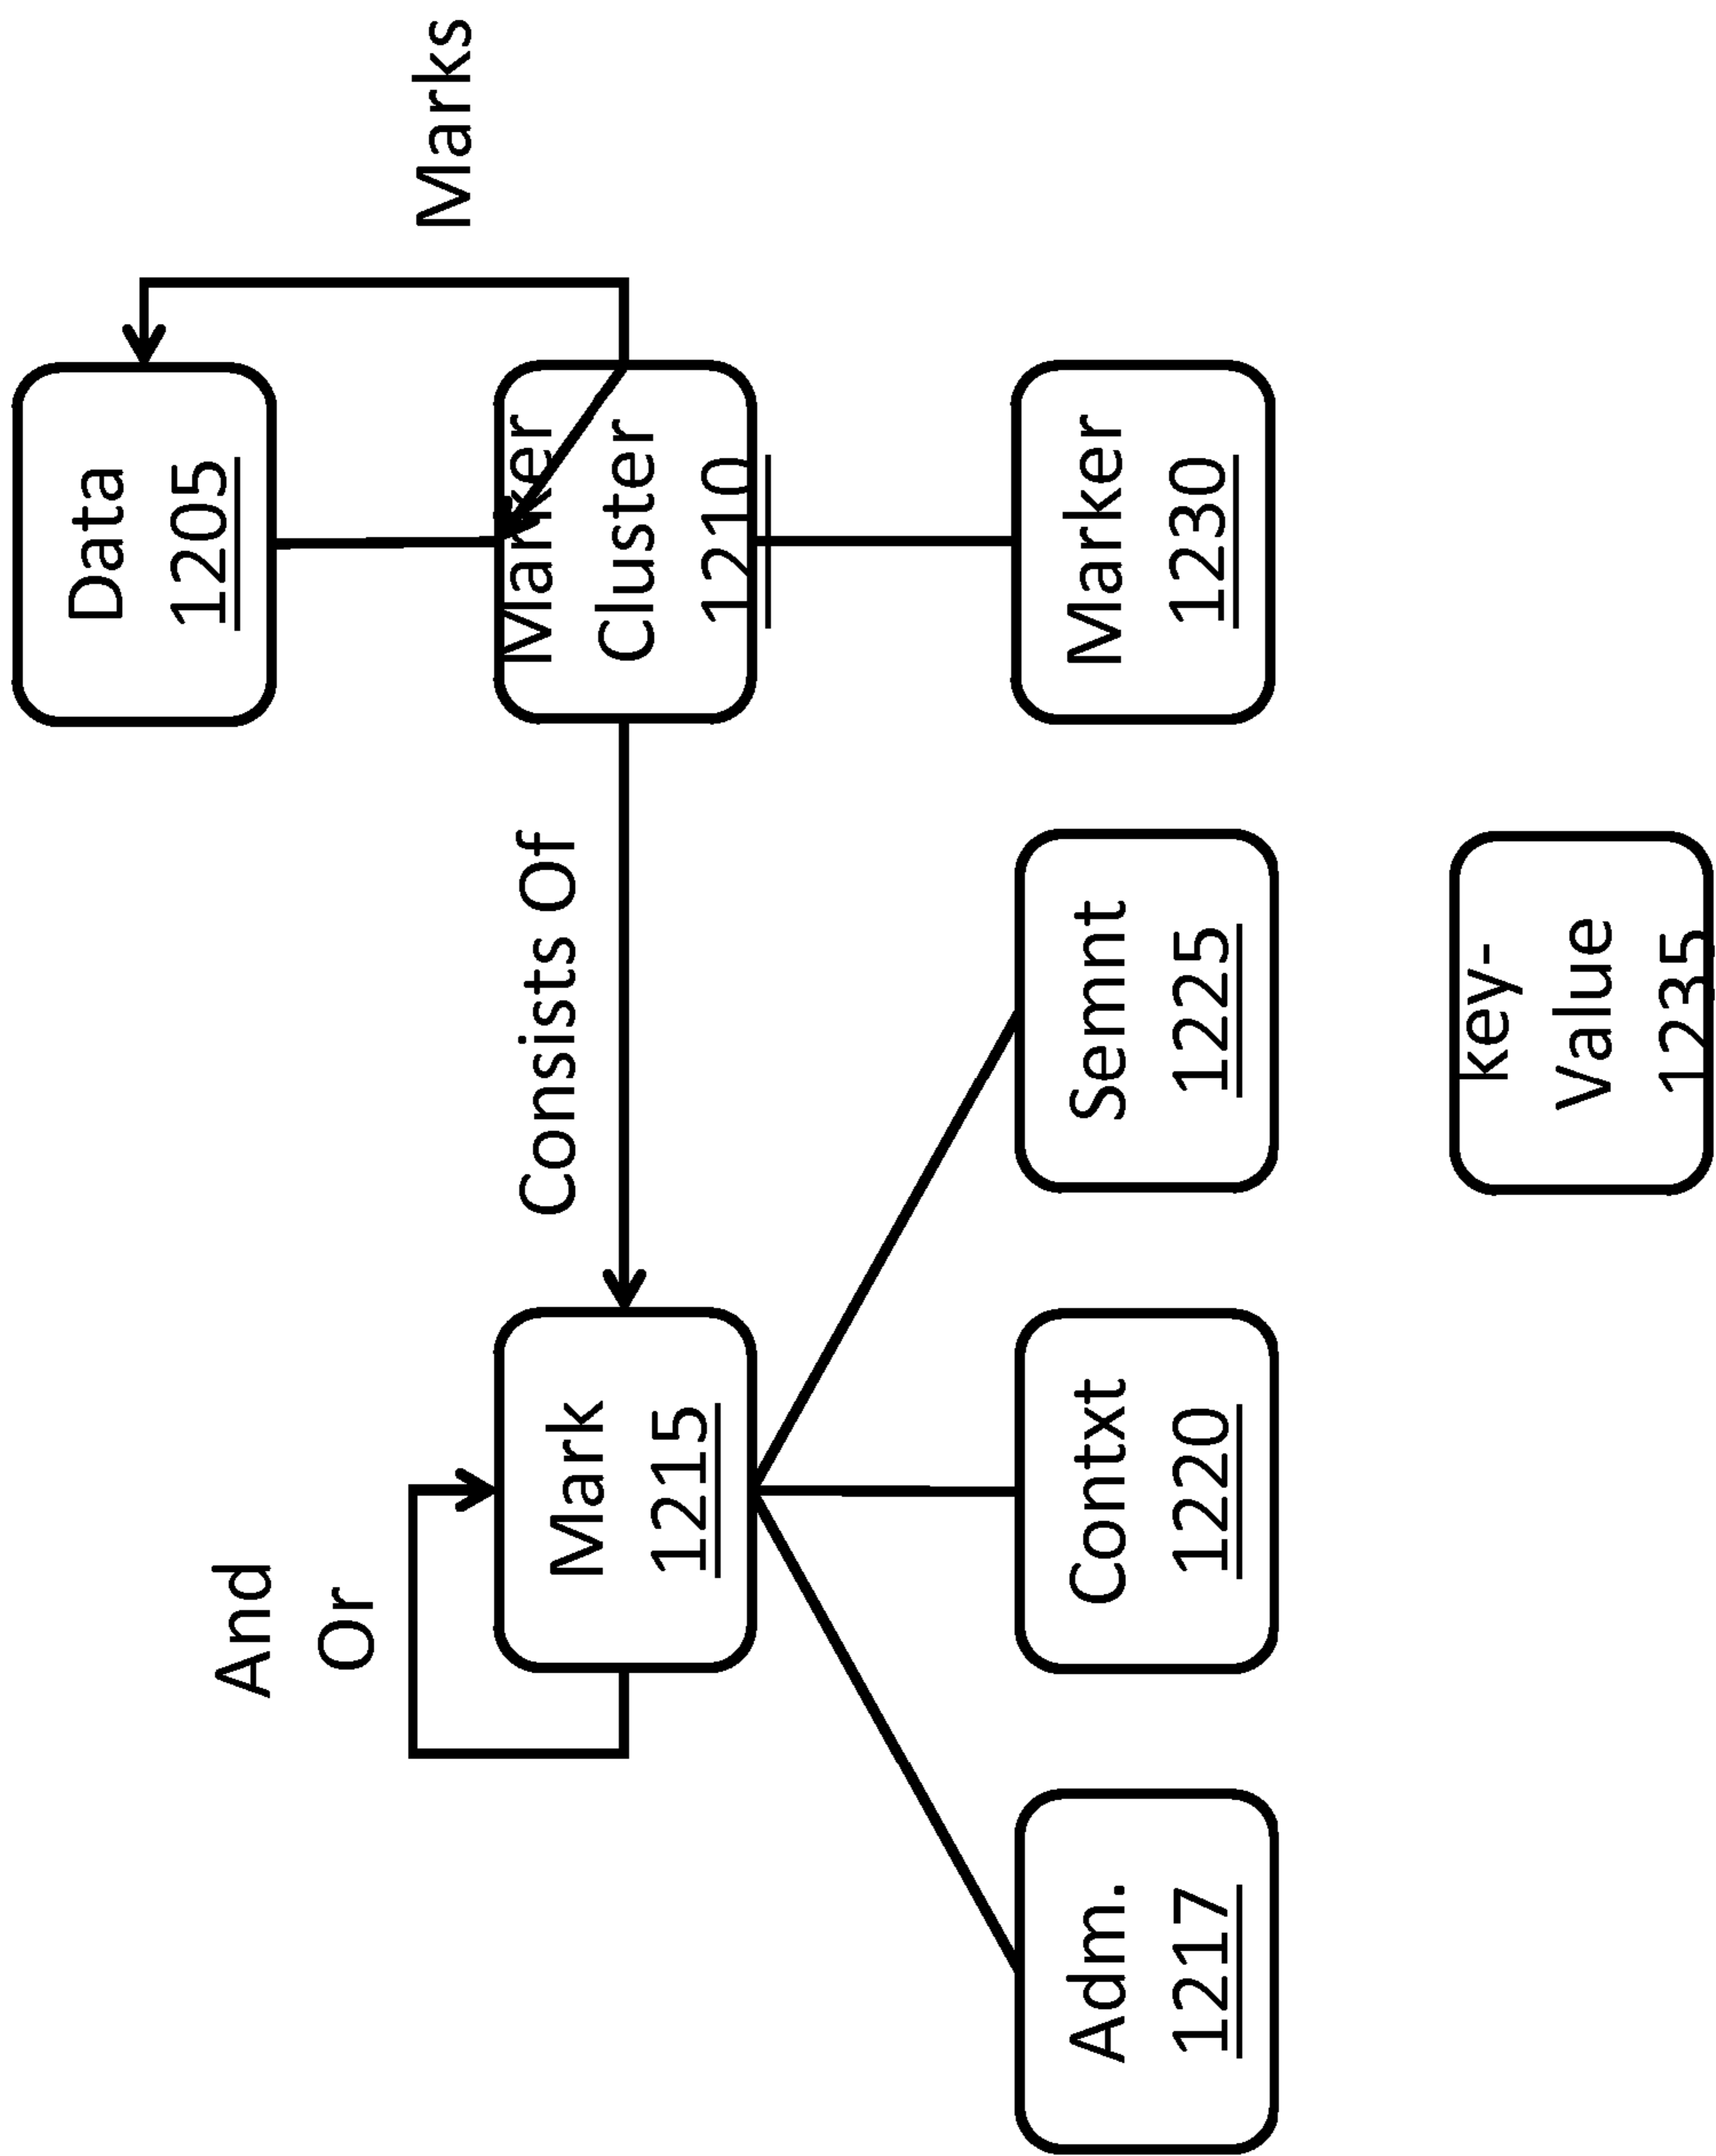 Data
1205
And
Or
Marks
Mark
1215
Consists Of
Marker
Cluster
1210
Adm.
1217
Contxt
1220
Semnt
1225
Marker
1230
key-
Value
1235